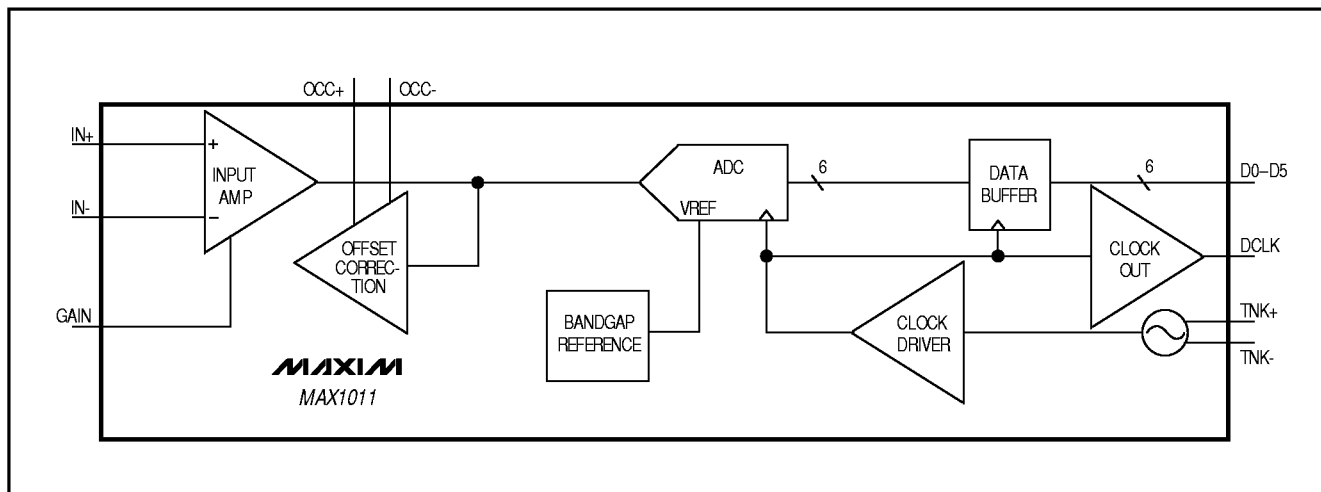 OCC+
OCC-
IN+
+
INPUT
AMP
IN-
−
GAIN
OFFSET
CORREC-
TION
MAXIM
MAX1011
ADC
VREF
6
BANDGAP
REFERENCE
DATA
BUFFER
6
D0–D5
CLOCK
OUT
DCLK
CLOCK
DRIVER
TNK+
TNK-